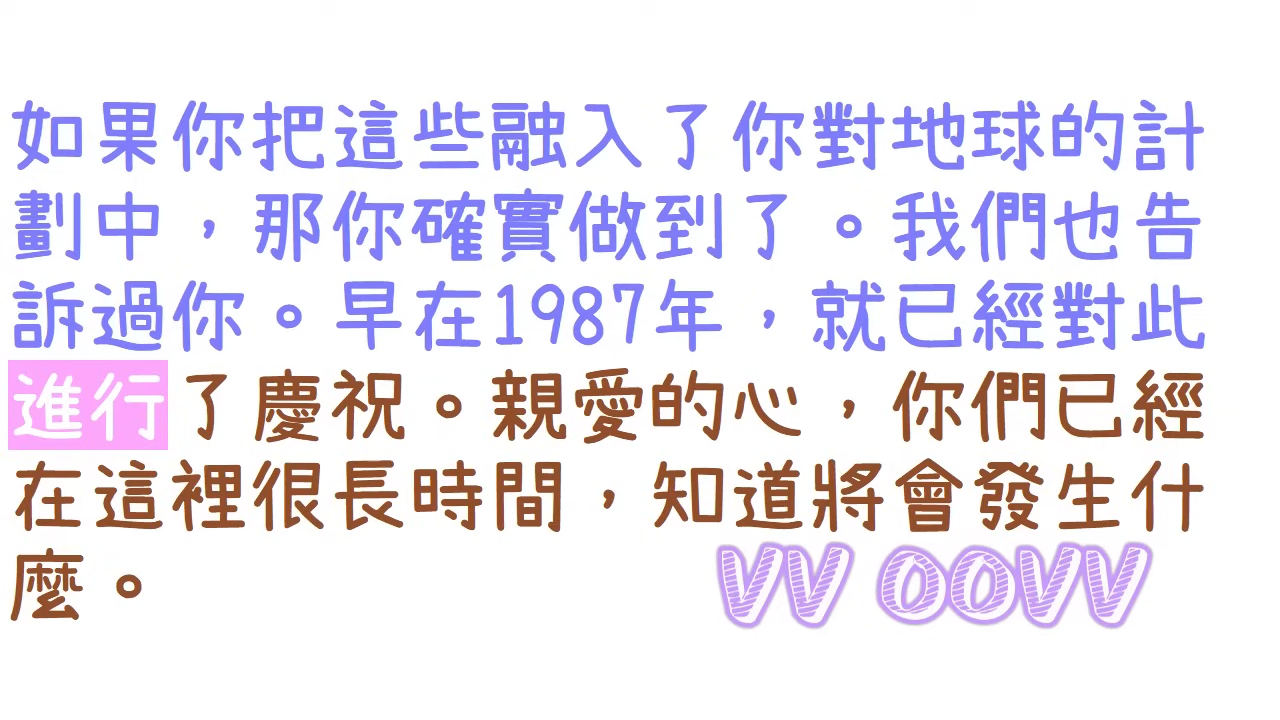 如果你把這些融入了你對地球的計
劃中，那你確實做到了。我們也告
訴過你。早在1987年，就已經對此
進行了慶祝。親愛的心，你們已經
在這裡很長時間，知道將會發生什
麼。
VV OOVV